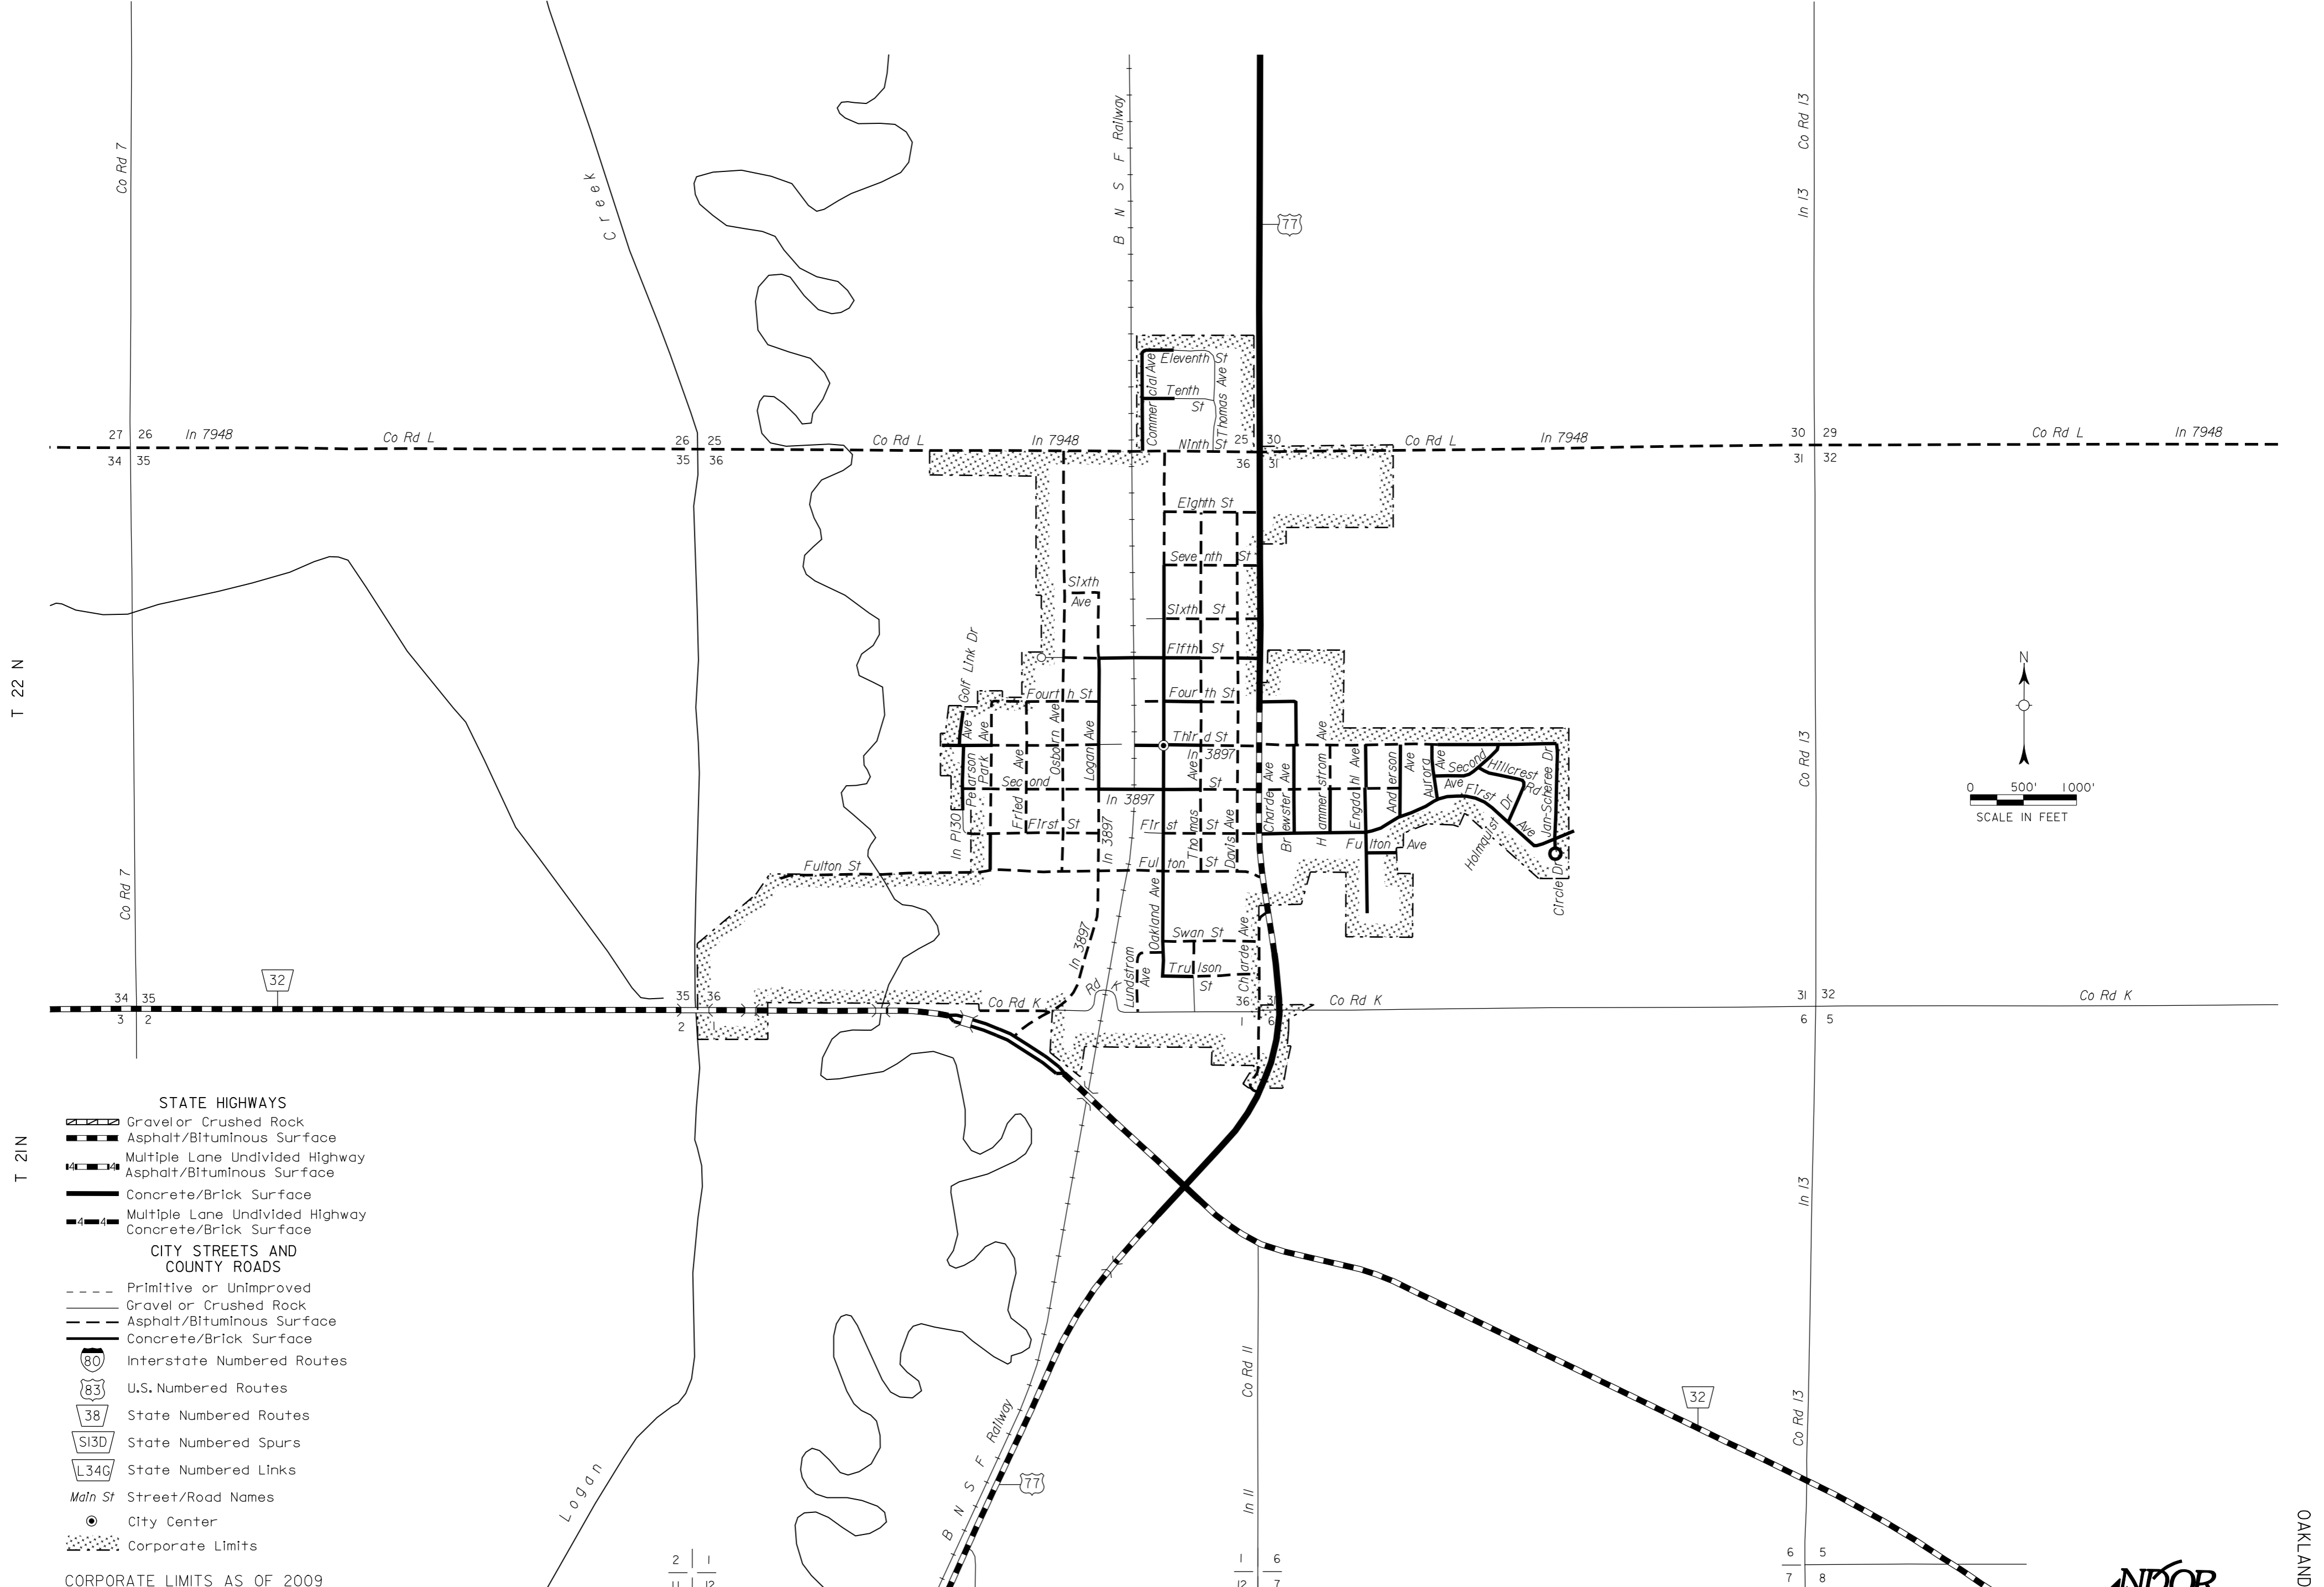 Co Rd 7
Creek
B N S F Railway
77
Co Rd 13
In 13
Eleventh St
Commercial Ave
Tenth St
Thomas Ave
Ninth St
27 26
34 35
In 7948
Co Rd L
26 25
35 36
Co Rd L
In 7948
25 30
36 31
Co Rd L
In 7948
30 29
31 32
Co Rd L
In 7948
Eighth St
Seventh St
Sixth Ave
Sixth St
Fifth St
T 22 N
Golf Link Dr
Fourth St
Fourth St
N
Pearson Ave
Park Ave
Fried Ave
Osborn Ave
Logan Ave
Third St
In 3897
Thomas Ave
Davis Ave
Charde Ave
Brewster Ave
Hammerstrom Ave
Engdahl Ave
Anderson Ave
Aurora Ave
Second Ave
Hillcrest Rd
Jan-Scheree Dr
Co Rd 13
Second St
In 3897
In P130
First St
In 3897
First St
First Ave
Holmquist Dr
0 500' 1000'
SCALE IN FEET
Fulton St
Fulton St
Fulton Ave
Circle Dr
Co Rd 7
Oakland Ave
In 3897
Swan St
Charde Ave
Lundstrom Ave
Trulson St
32
34 35
3 2
35 36
2 1
Co Rd K
Rd K
36 31
1 6
Co Rd K
31 32
6 5
Co Rd K
T 21N
STATE HIGHWAYS
Gravel or Crushed Rock
Asphalt/Bituminous Surface
Multiple Lane Undivided Highway
4 4
Asphalt/Bituminous Surface
Concrete/Brick Surface
Multiple Lane Undivided Highway
4 4
Concrete/Brick Surface
CITY STREETS AND
COUNTY ROADS
Primitive or Unimproved
Gravel or Crushed Rock
Asphalt/Bituminous Surface
Concrete/Brick Surface
80 Interstate Numbered Routes
83 U.S. Numbered Routes
38 State Numbered Routes
S13D State Numbered Spurs
L34G State Numbered Links
Main St Street/Road Names
City Center
Corporate Limits
CORPORATE LIMITS AS OF 2009
Logan
B N S F Railway
77
Co Rd 11
In 11
In 13
Co Rd 13
32
2 1
11 12
1 6
12 7
6 5
7 8
OAKLAND
NDOR